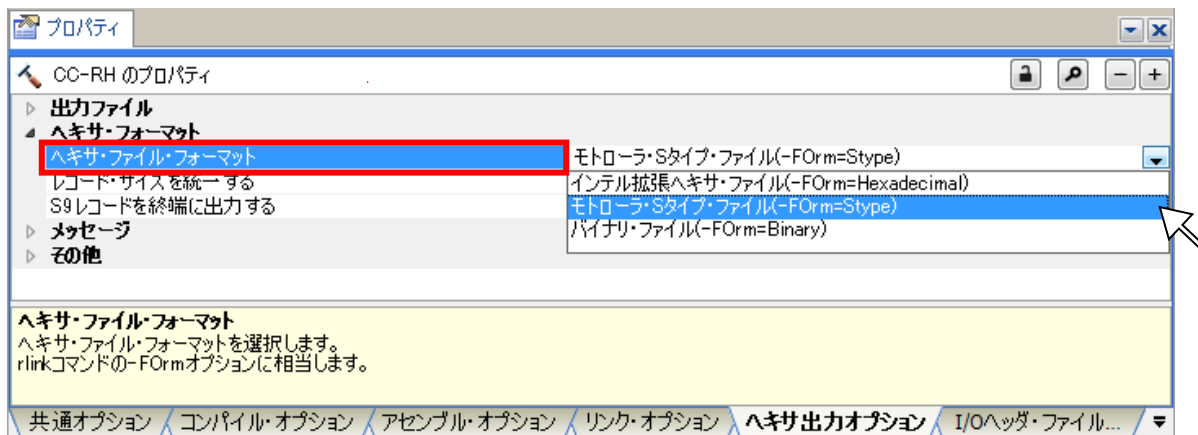 プロパティ
CC-RH のプロパティ
出力ファイル
ヘキサ・フォーマット
ヘキサ・ファイル・フォーマット
モトローラ・Sタイプ・ファイル(-FOrm=Stype)
レコード・サイズを統一する
インテル拡張ヘキサ・ファイル(-FOrm=Hexadecimal)
S9レコードを終端に出力する
モトローラ・Sタイプ・ファイル(-FOrm=Stype)
メッセージ
バイナリ・ファイル(-FOrm=Binary)
その他
ヘキサ・ファイル・フォーマット
ヘキサ・ファイル・フォーマットを選択します。
rlinkコマンドの-FOrmオプションに相当します。
共通オプション
コンパイル・オプション
アセンブル・オプション
リンク・オプション
ヘキサ出力オプション
I/Oヘッダ・ファイル...